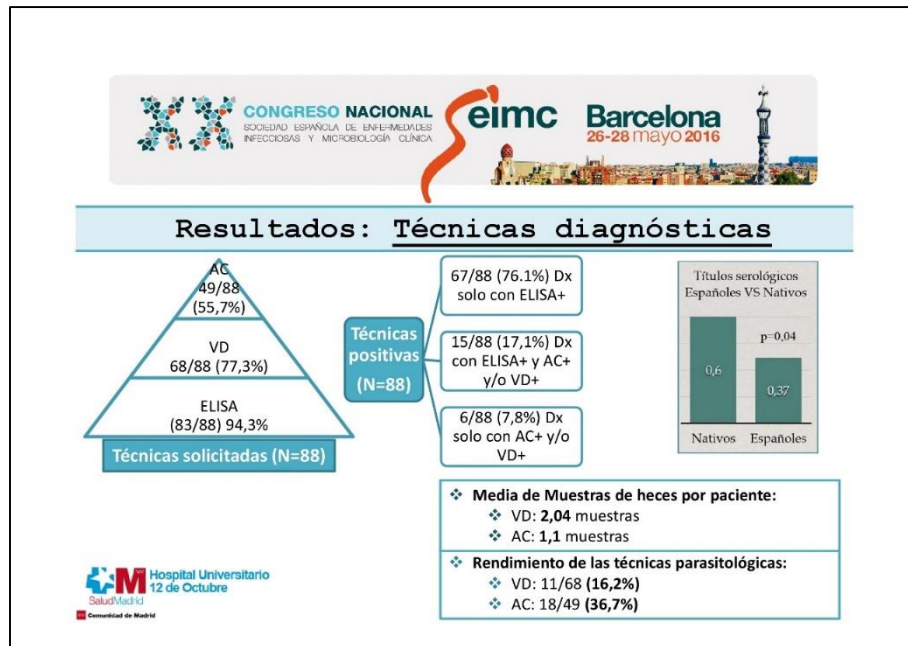 CONGRESO NACIONAL
SOCIEDAD ESPAÑOLA DE ENFERMEDADES
INFECCIOSAS Y MICROBIOLOGÍA CLÍNICA
seimc
Barcelona
26-28 mayo 2016
Resultados: Técnicas diagnósticas
AC
49/88
(55,7%)
VD
68/88 (77,3%)
ELISA
(83/88) 94,3%
Técnicas solicitadas (N=88)
Técnicas
positivas
(N=88)
67/88 (76.1%) Dx
solo con ELISA+
15/88 (17,1%) Dx
con ELISA+ y AC+
y/o VD+
6/88 (7,8%) Dx
solo con AC+ y/o
VD+
Títulos serológicos
Españoles VS Nativos
p=0,04
0,6
0,37
Nativos Españoles
Media de Muestras de heces por paciente:
VD: 2,04 muestras
AC: 1,1 muestras
Rendimiento de las técnicas parasitológicas:
VD: 11/68 (16,2%)
AC: 18/49 (36,7%)
Hospital Universitario
12 de Octubre
SaludMadrid
Comunidad de Madrid